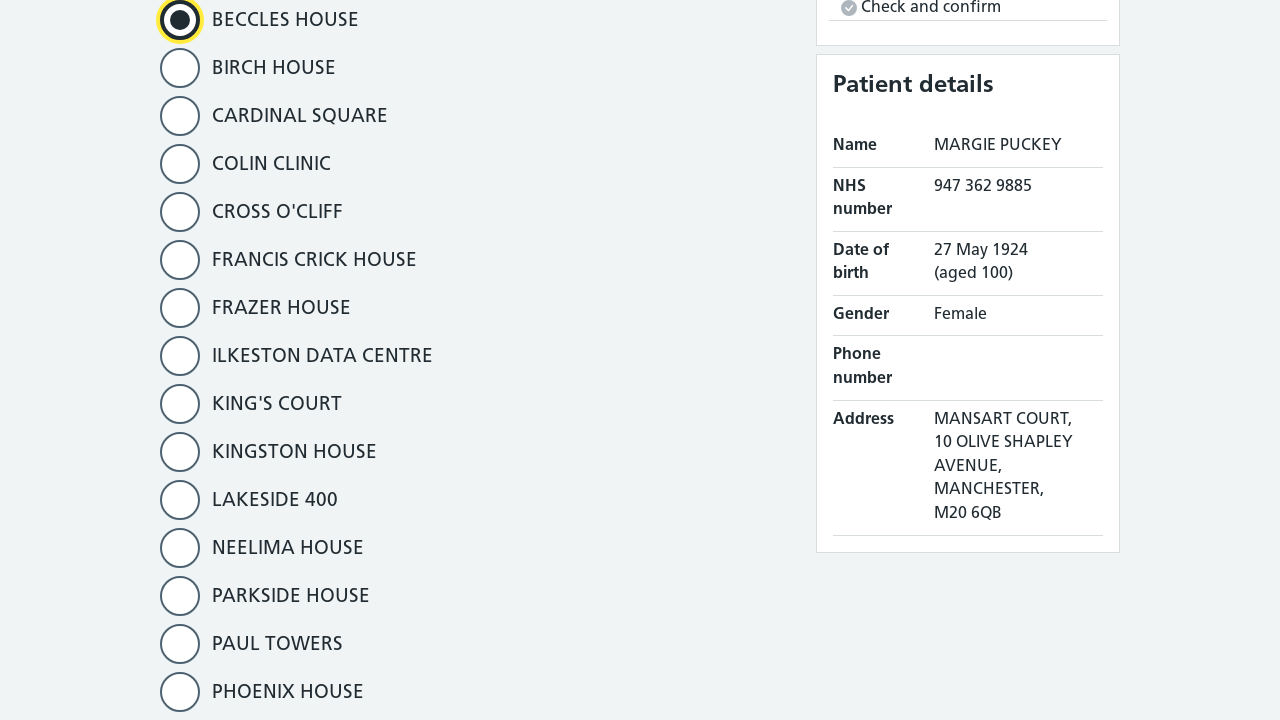 BECCLES HOUSE
BIRCH HOUSE
CARDINAL SQUARE
COLIN CLINIC
CROSS O'CLIFF
FRANCIS CRICK HOUSE
FRAZER HOUSE
ILKESTON DATA CENTRE
KING'S COURT
KINGSTON HOUSE
LAKESIDE 400
NEELIMA HOUSE
PARKSIDE HOUSE
PAUL TOWERS
PHOENIX HOUSE
Check and confirm
Patient details
Name MARGIE PUCKEY
NHS 947 362 9885
number
Date of 27 May 1924
birth (aged 100)
Gender Female
Phone
number
Address MANSART COURT,
10 OLIVE SHAPLEY
AVENUE,
MANCHESTER,
M20 6QB